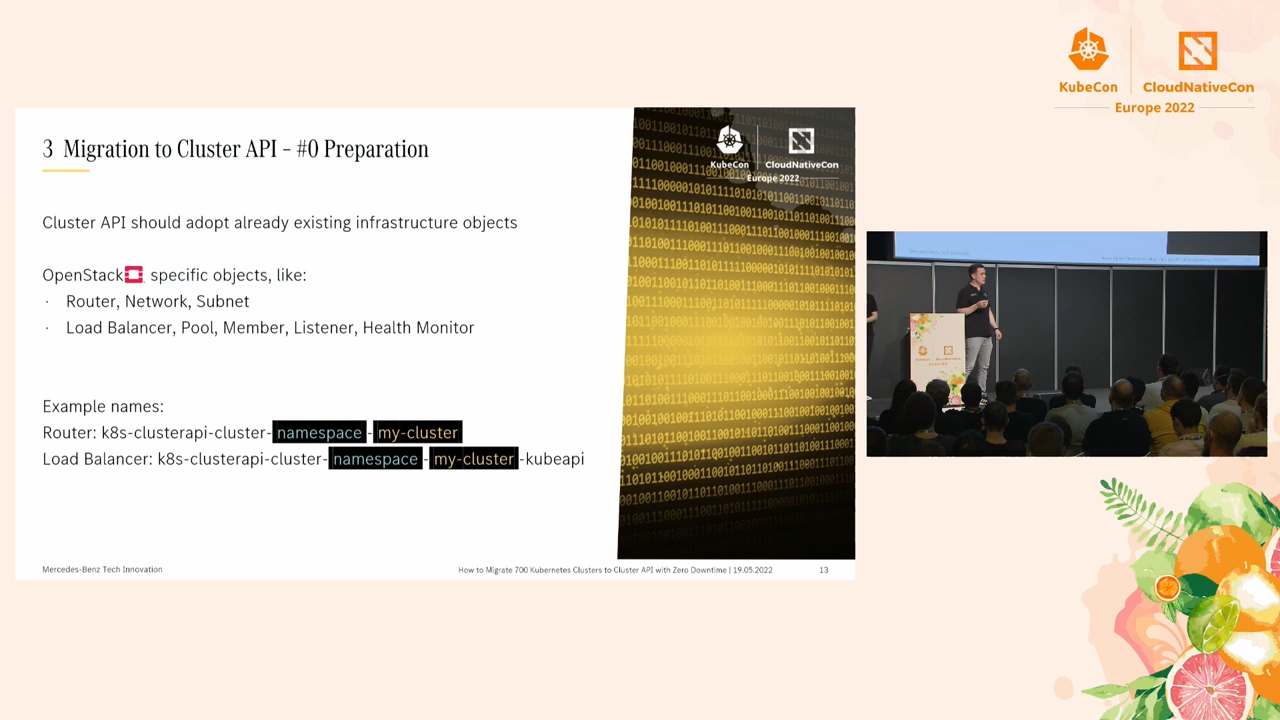 KubeCon
CloudNativeCon
Europe 2022
3 Migration to Cluster API – #0 Preparation
KubeCon
CloudNativeCon
Europe 2022
Cluster API should adopt already existing infrastructure objects
OpenStack specific objects, like:
· Router, Network, Subnet
· Load Balancer, Pool, Member, Listener, Health Monitor
Example names:
Router: k8s-clusterapi-cluster-namespace-my-cluster
Load Balancer: k8s-clusterapi-cluster-namespace-my-cluster-kubeapi
Mercedes-Benz Tech Innovation
How to Migrate 700 Kubernetes Clusters to Cluster API with Zero Downtime | 19.05.2022
13